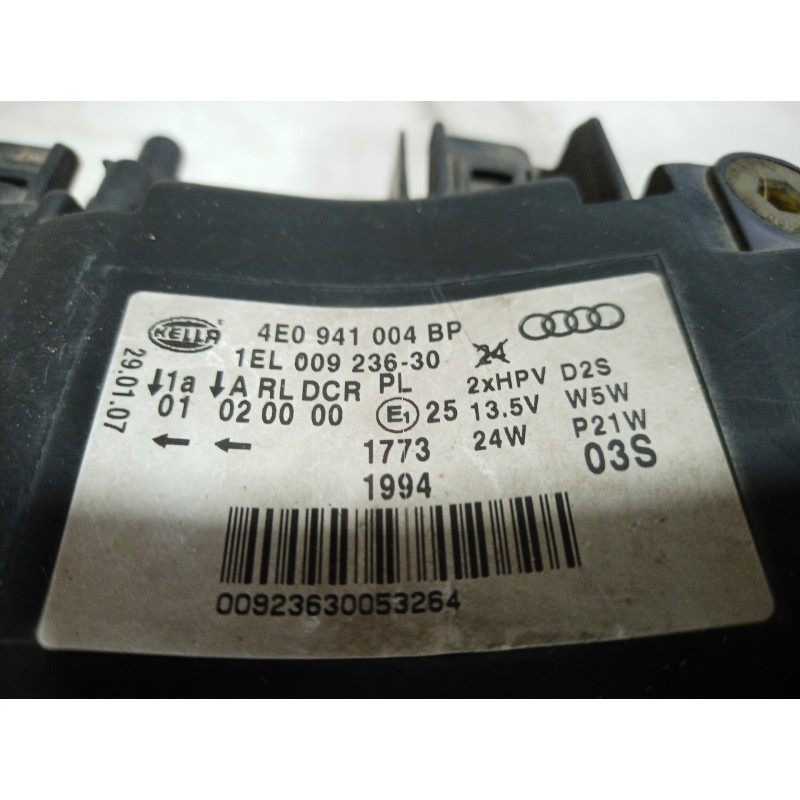 HELLA
4E0 941 004 BP
1EL 009 236-30
24
29.01.07
↓1a ↓A RL DCR PL
2xHPV D2S
01 02 00 00 E1 25 13.5V W5W
← ← 1773 24W P21W
1994 03S
00923630053264